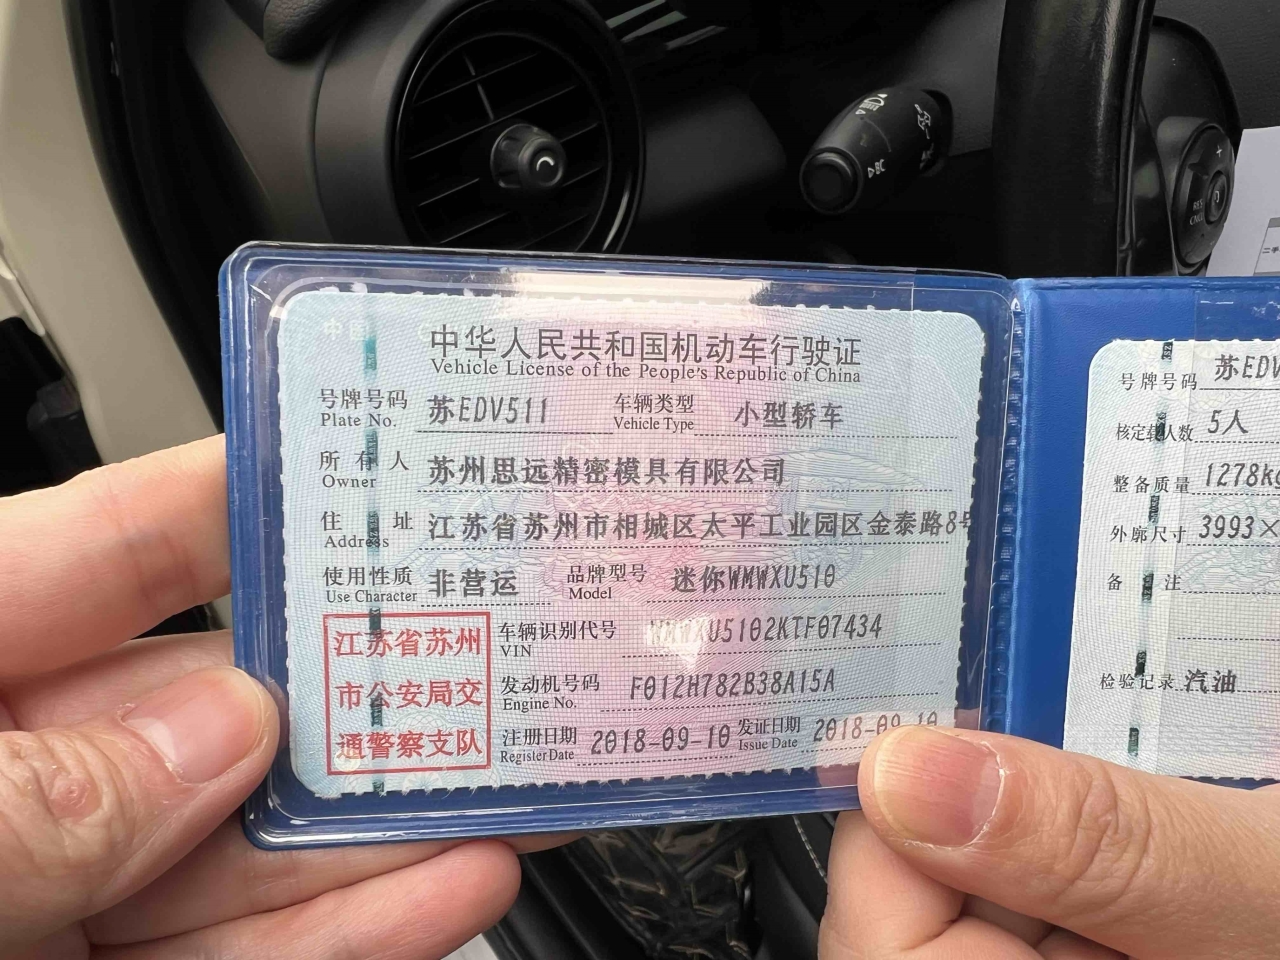 中华人民共和国机动车行驶证
Vehicle License of the People's Republic of China
号牌号码 苏EDV511 车辆类型 小型轿车
Plate No. Vehicle Type
所有人 苏州思远精密模具有限公司
Owner
住址 江苏省苏州市相城区太平工业园区金泰路8号
Address
使用性质 非营运 品牌型号 迷你WMWXU510
Use Character Model
江苏省苏州
市公安局交
通警察支队
车辆识别代号 WMWXU5102KTF07434
VIN
发动机号码 F012H782B38A15A
Engine No.
注册日期 2018-09-10 发证日期 2018-09-10
Register Date Issue Date
号牌号码 苏EDV
核定载人数 5人
整备质量 1278kg
外廓尺寸 3993×
备注
检验记录 汽油
BC
RES
CNCL
+